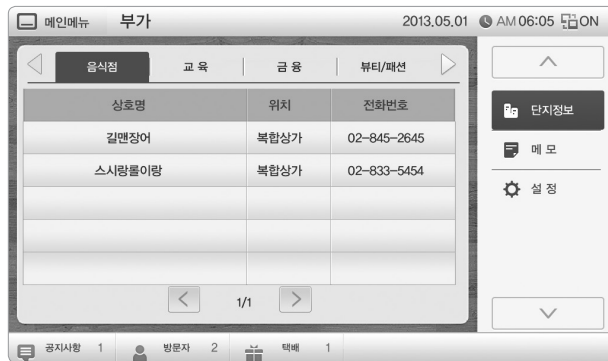 메인메뉴 부가 2013.05.01 AM 06:05 ON
음식점 교 육 금 융 뷰티/패션
상호명 위치 전화번호
길맨장어 복합상가 02-845-2645
스시랑롤이랑 복합상가 02-833-5454
1/1
단지정보
메 모
설 정
공지사항 1 방문자 2 택배 1